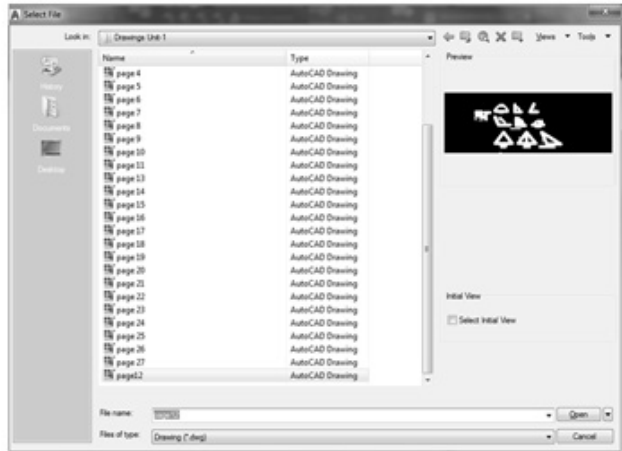 Select File
Look in: Drawings Unit-1 Views Tools
Name Type Preview
page 4 AutoCAD Drawing
page 5 AutoCAD Drawing
page 6 AutoCAD Drawing
page 7 AutoCAD Drawing
page 8 AutoCAD Drawing
page 9 AutoCAD Drawing
page 10 AutoCAD Drawing
page 11 AutoCAD Drawing
page 13 AutoCAD Drawing
page 14 AutoCAD Drawing
page 15 AutoCAD Drawing
page 16 AutoCAD Drawing
page 17 AutoCAD Drawing
page 18 AutoCAD Drawing
page 19 AutoCAD Drawing
page 20 AutoCAD Drawing
page 21 AutoCAD Drawing
page 22 AutoCAD Drawing
page 23 AutoCAD Drawing
page 24 AutoCAD Drawing
page 25 AutoCAD Drawing
page 26 AutoCAD Drawing
page 27 AutoCAD Drawing
page12 AutoCAD Drawing
History
Documents
Desktop
Initial View
Select Initial View
File name: Open
Files of type: Drawing (*.dwg) Cancel